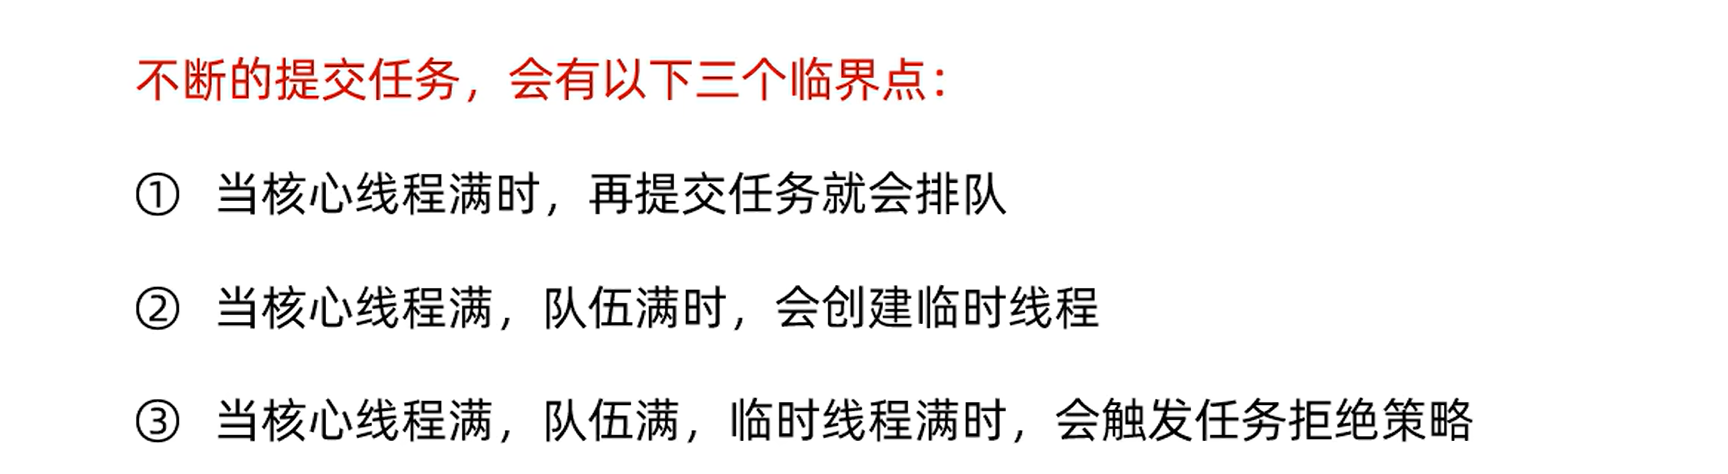 不断的提交任务，会有以下三个临界点：
① 当核心线程满时，再提交任务就会排队
② 当核心线程满，队伍满时，会创建临时线程
③ 当核心线程满，队伍满，临时线程满时，会触发任务拒绝策略